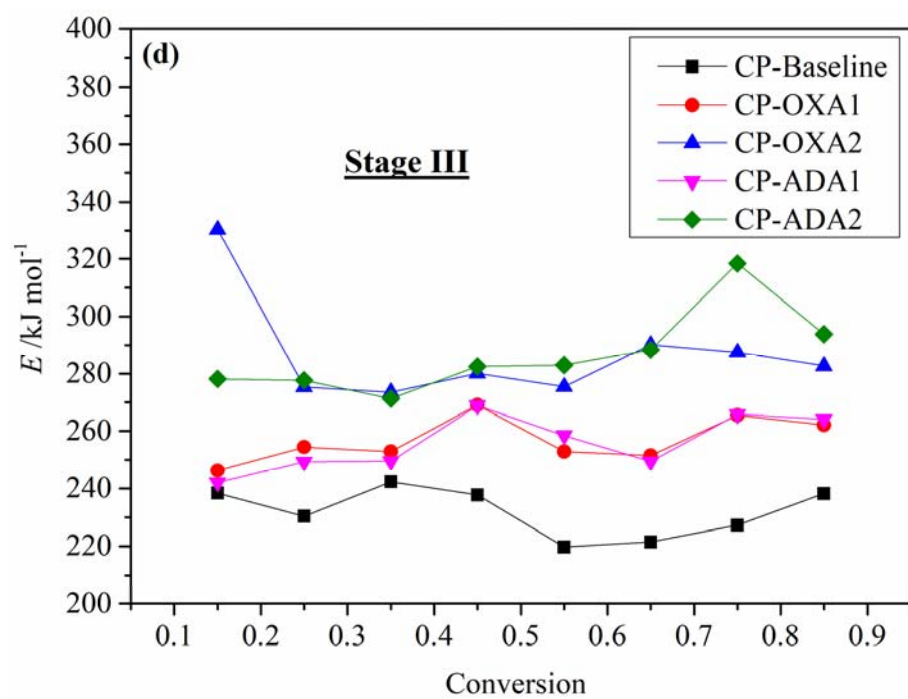 (d)
Stage III
CP-Baseline
CP-OXA1
CP-OXA2
CP-ADA1
CP-ADA2
E /kJ mol⁻¹
400
380
360
340
320
300
280
260
240
220
200
0.1 0.2 0.3 0.4 0.5 0.6 0.7 0.8 0.9
Conversion